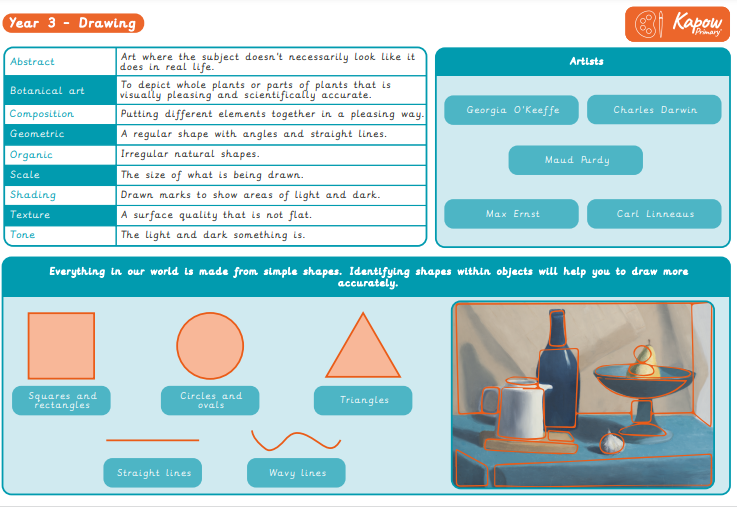 Year 3 - Drawing
Kapow
Primary
Abstract
Art where the subject doesn't necessarily look like it
does in real life.
Botanical art
To depict whole plants or parts of plants that is
visually pleasing and scientifically accurate.
Composition
Putting different elements together in a pleasing way.
Geometric
A regular shape with angles and straight lines.
Organic
Irregular natural shapes.
Scale
The size of what is being drawn.
Shading
Drawn marks to show areas of light and dark.
Texture
A surface quality that is not flat.
Tone
The light and dark something is.
Artists
Georgia O'Keeffe
Charles Darwin
Maud Purdy
Max Ernst
Carl Linneaus
Everything in our world is made from simple shapes. Identifying shapes within objects will help you to draw more
accurately.
Squares and
rectangles
Circles and
ovals
Triangles
Straight lines
Wavy lines